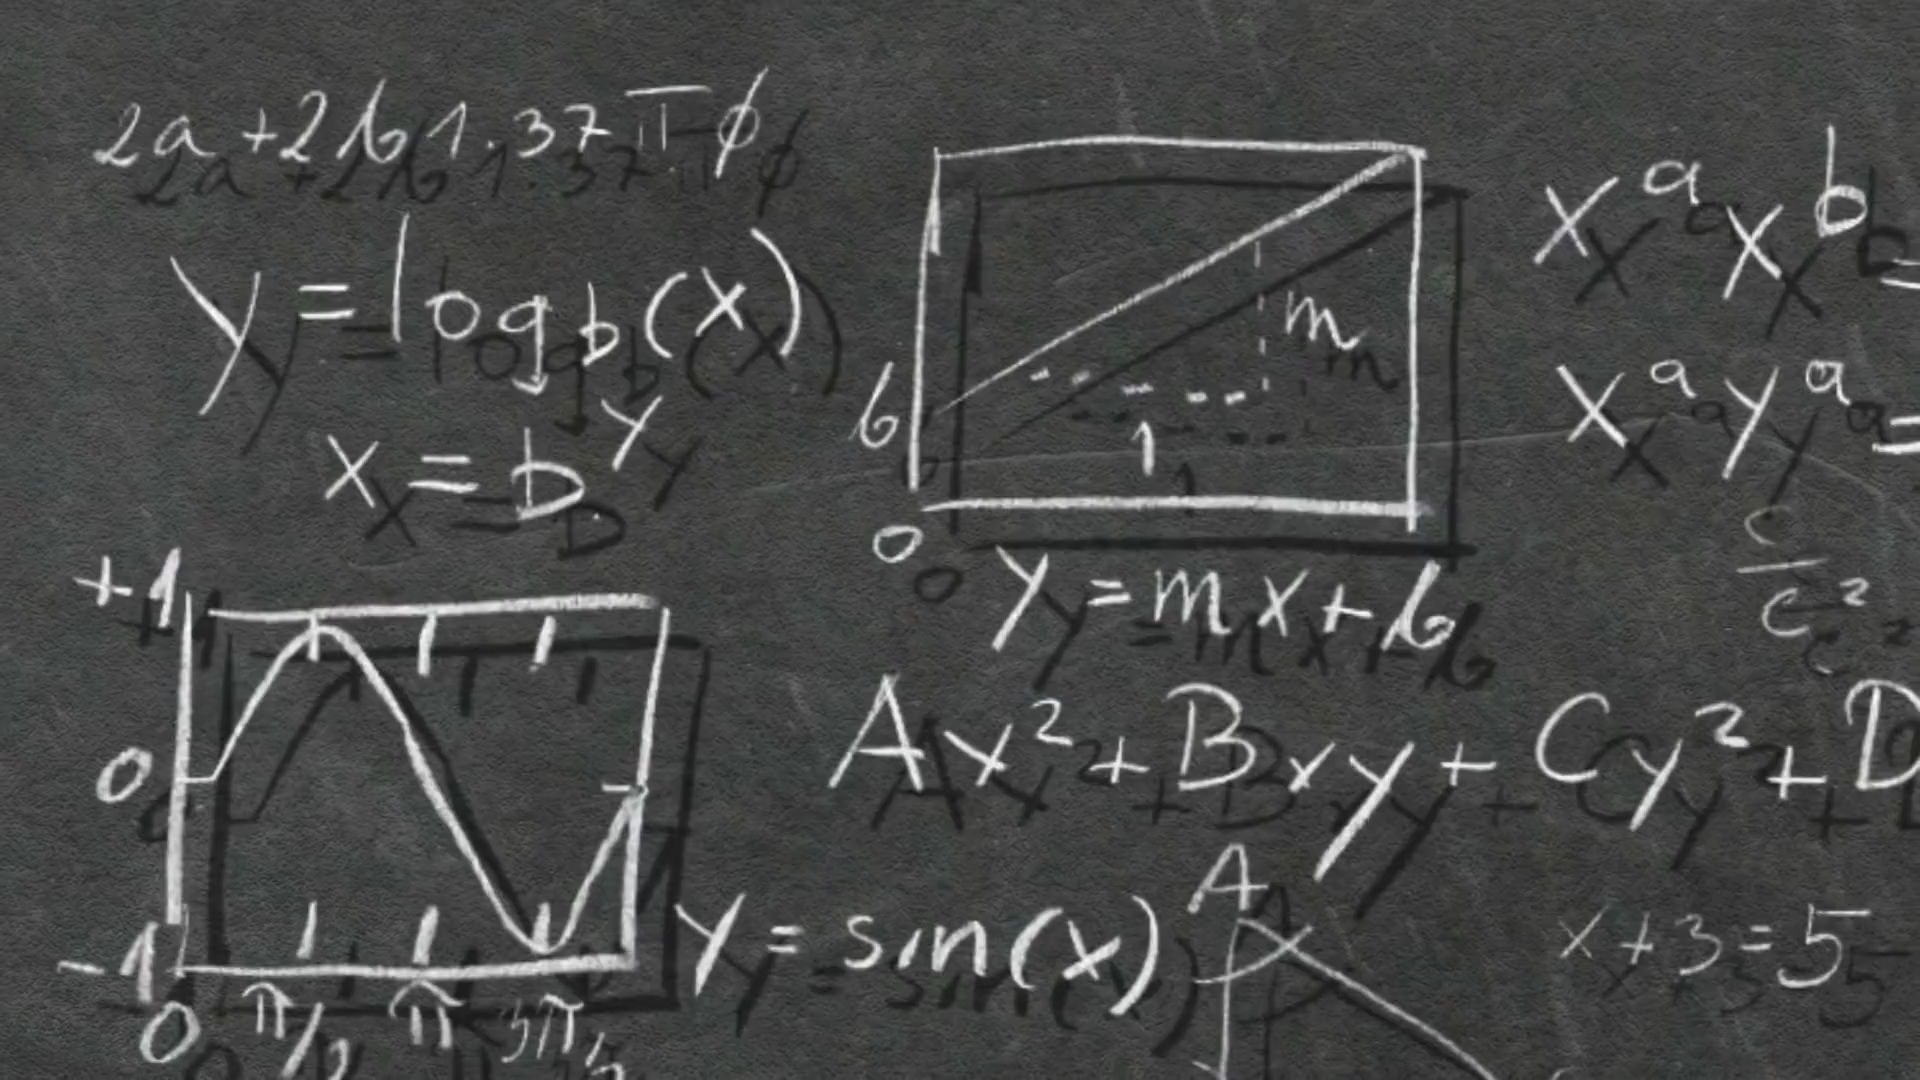 2a+2b 1.37 π ϕ
y=log_b(x)
x=b^y
b
m
1
0
y=mx+b
x^a x^b =
x^a y^a =
c
c²
Ax²+Bxy+Cy²+D
+1
0
-1
0 π/2 π 3π/2
y=sin(x)
A
x+3=5